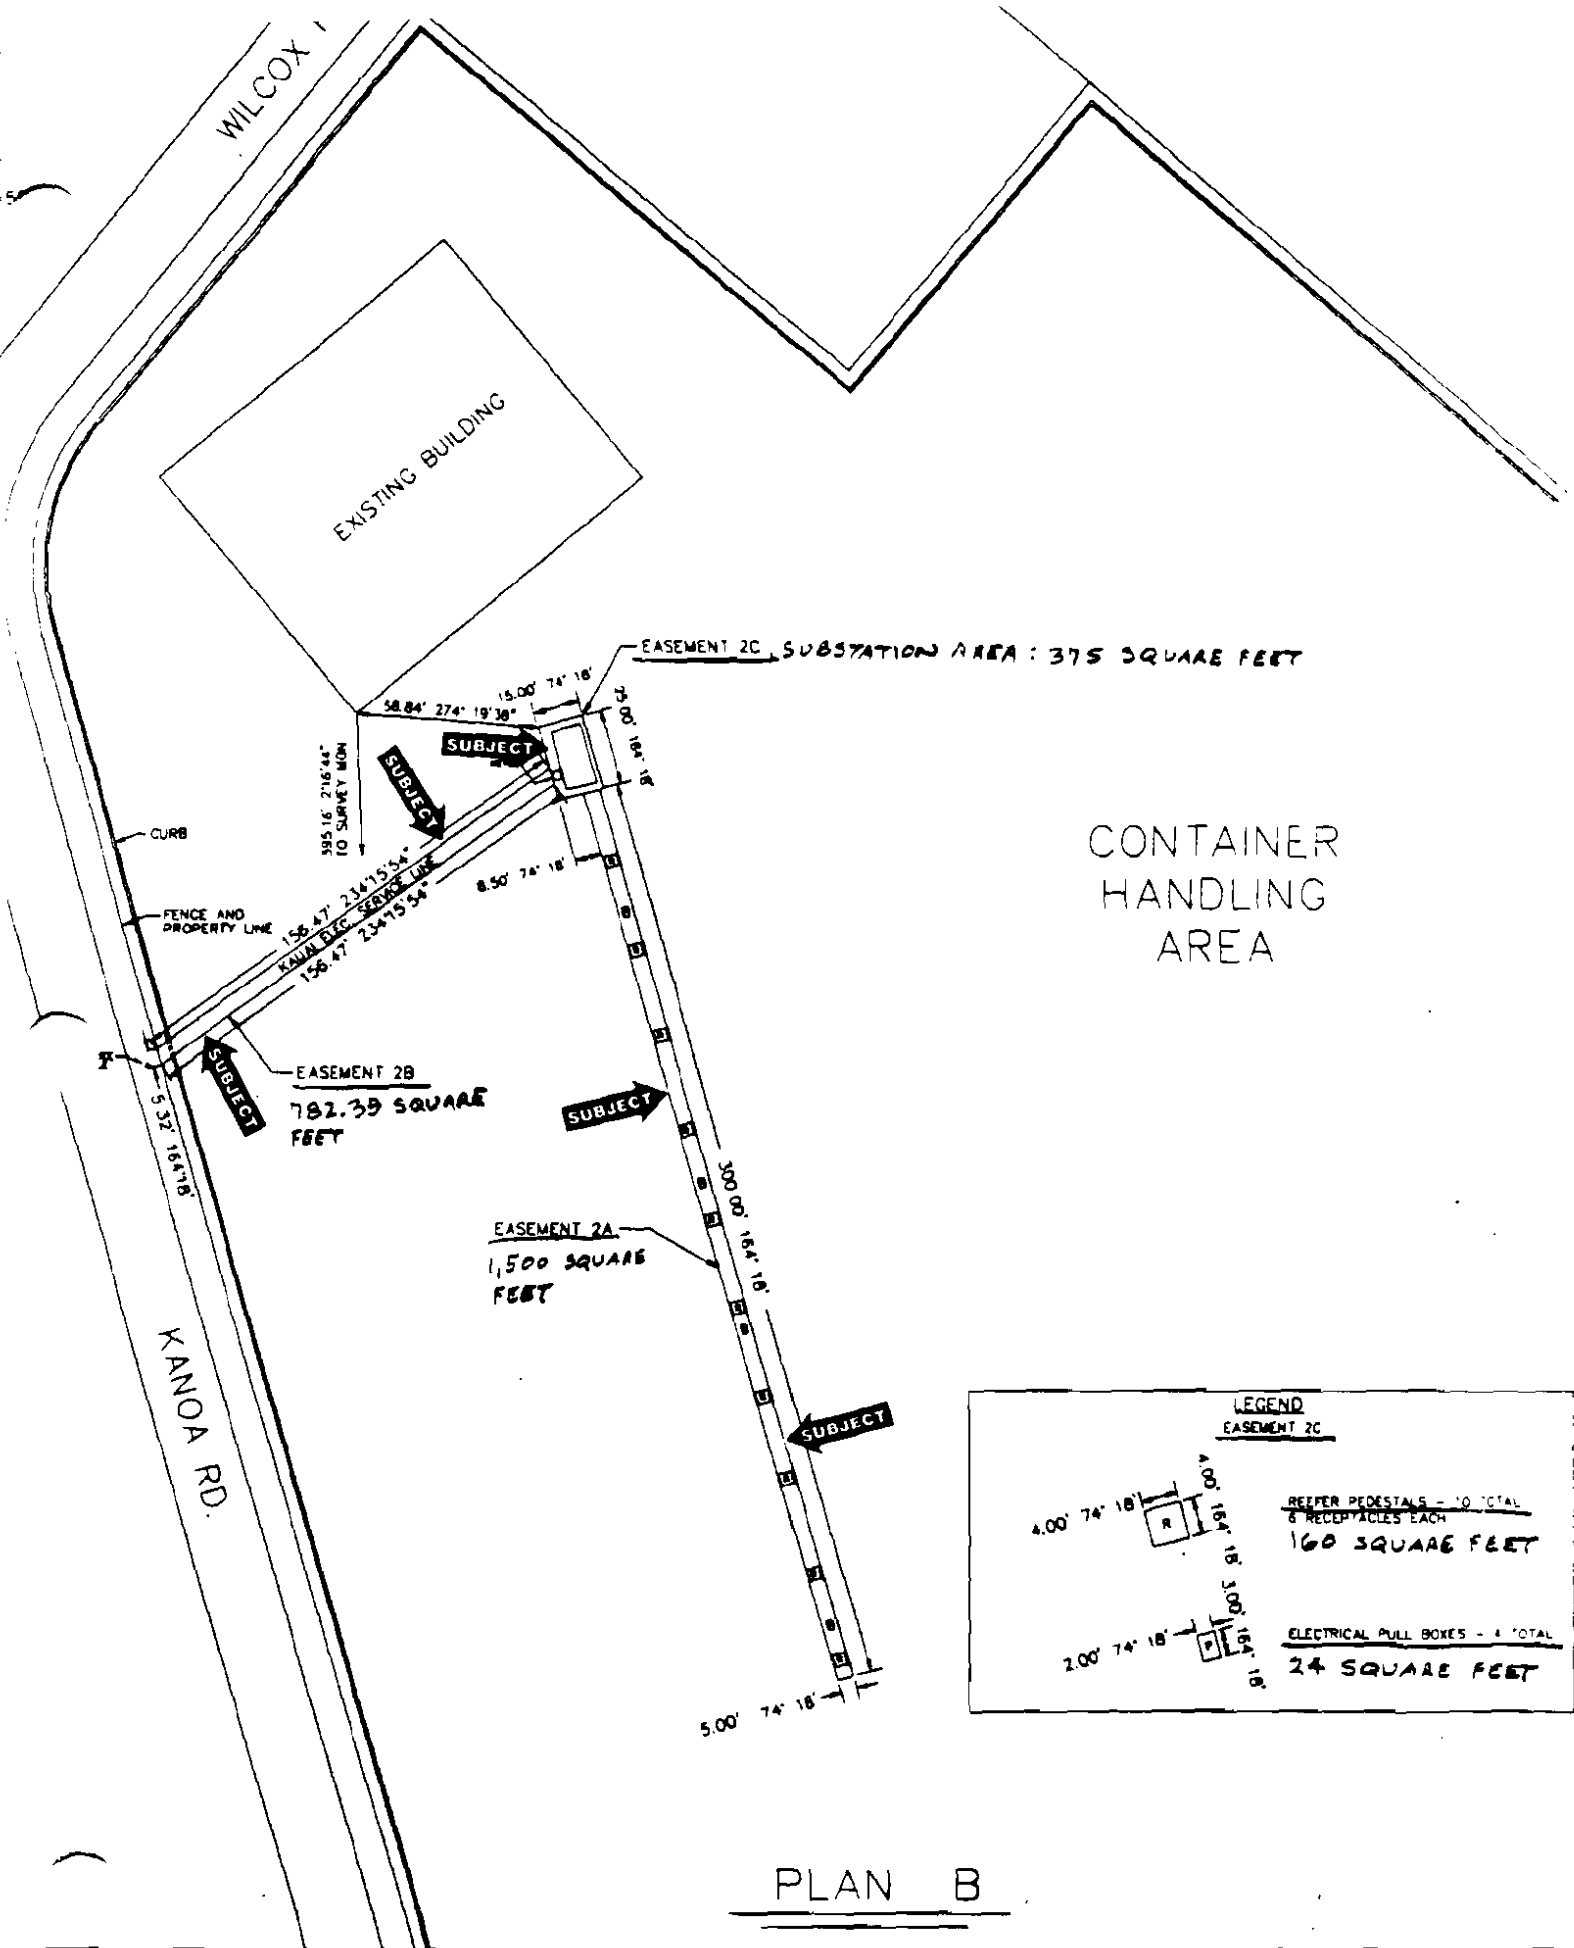 WILCOX
5
EXISTING BUILDING
EASEMENT 2C, SUBSTATION AREA : 375 SQUARE FEET
15.00' 74° 18'
58.84' 274° 19'38"
25.00' 164° 18'
SUBJECT
SUBJECT
595.16' 2°16'44"
TO SURVEY MON
CURB
8.50' 74° 18'
CONTAINER
HANDLING
AREA
FENCE AND
PROPERTY LINE
156.47' 234°15'54"
KAUAI ELEC. SERVICE LINE
156.47' 234°15'54"
SUBJECT
EASEMENT 2B
782.39 SQUARE
FEET
SUBJECT
5.32' 164°18'
300.00' 164° 18'
EASEMENT 2A
1,500 SQUARE
FEET
KANOA RD.
SUBJECT
LEGEND
EASEMENT 2C
4.00' 74° 18'
R
4.00' 164° 18'
REEFER PEDESTALS - 10 TOTAL
6 RECEPTACLES EACH
160 SQUARE FEET
2.00' 74° 18'
P
3.00' 164° 18'
ELECTRICAL PULL BOXES - 4 TOTAL
24 SQUARE FEET
5.00' 74° 18'
PLAN B